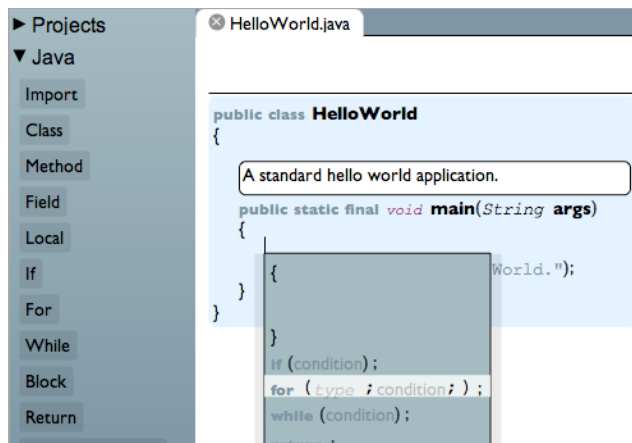 Projects
Java
Import
Class
Method
Field
Local
If
For
While
Block
Return
HelloWorld.java
public class HelloWorld
{
A standard hello world application.
public static final void main(String args)
{
World.");
}
}
{
}
if (condition) ;
for ( type ;condition; ) ;
while (condition) ;